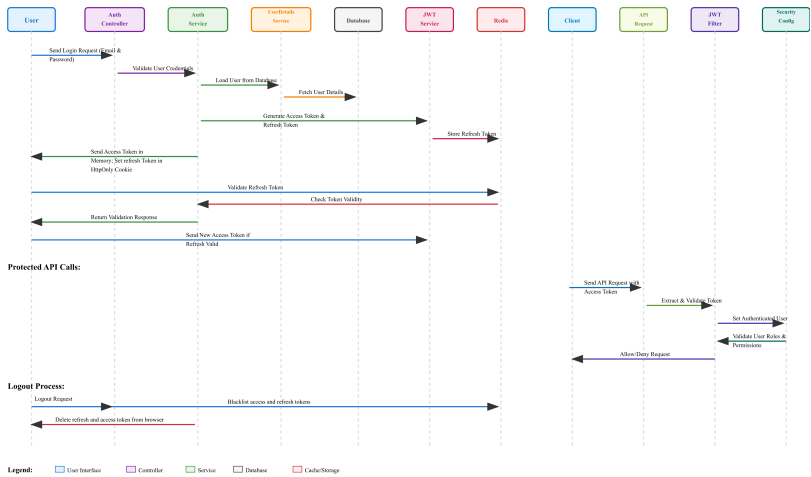 User
Auth
Controller
Auth
Service
UserDetails
Service
Database
JWT
Service
Redis
Client
API
Request
JWT
Filter
Security
Config
Send Login Request (Email &
Password)
Validate User Credentials
Load User from Database
Fetch User Details
Generate Access Token &
Refresh Token
Store Refresh Token
Send Access Token in
Memory; Set refresh Token in
HttpOnly Cookie
Validate Refresh Token
Check Token Validity
Return Validation Response
Send New Access Token if
Refresh Valid
Protected API Calls:
Send API Request with
Access Token
Extract & Validate Token
Set Authenticated User
Validate User Roles &
Permissions
Allow/Deny Request
Logout Process:
Logout Request
Blacklist access and refresh tokens
Delete refresh and access token from browser
Legend:
User Interface
Controller
Service
Database
Cache/Storage